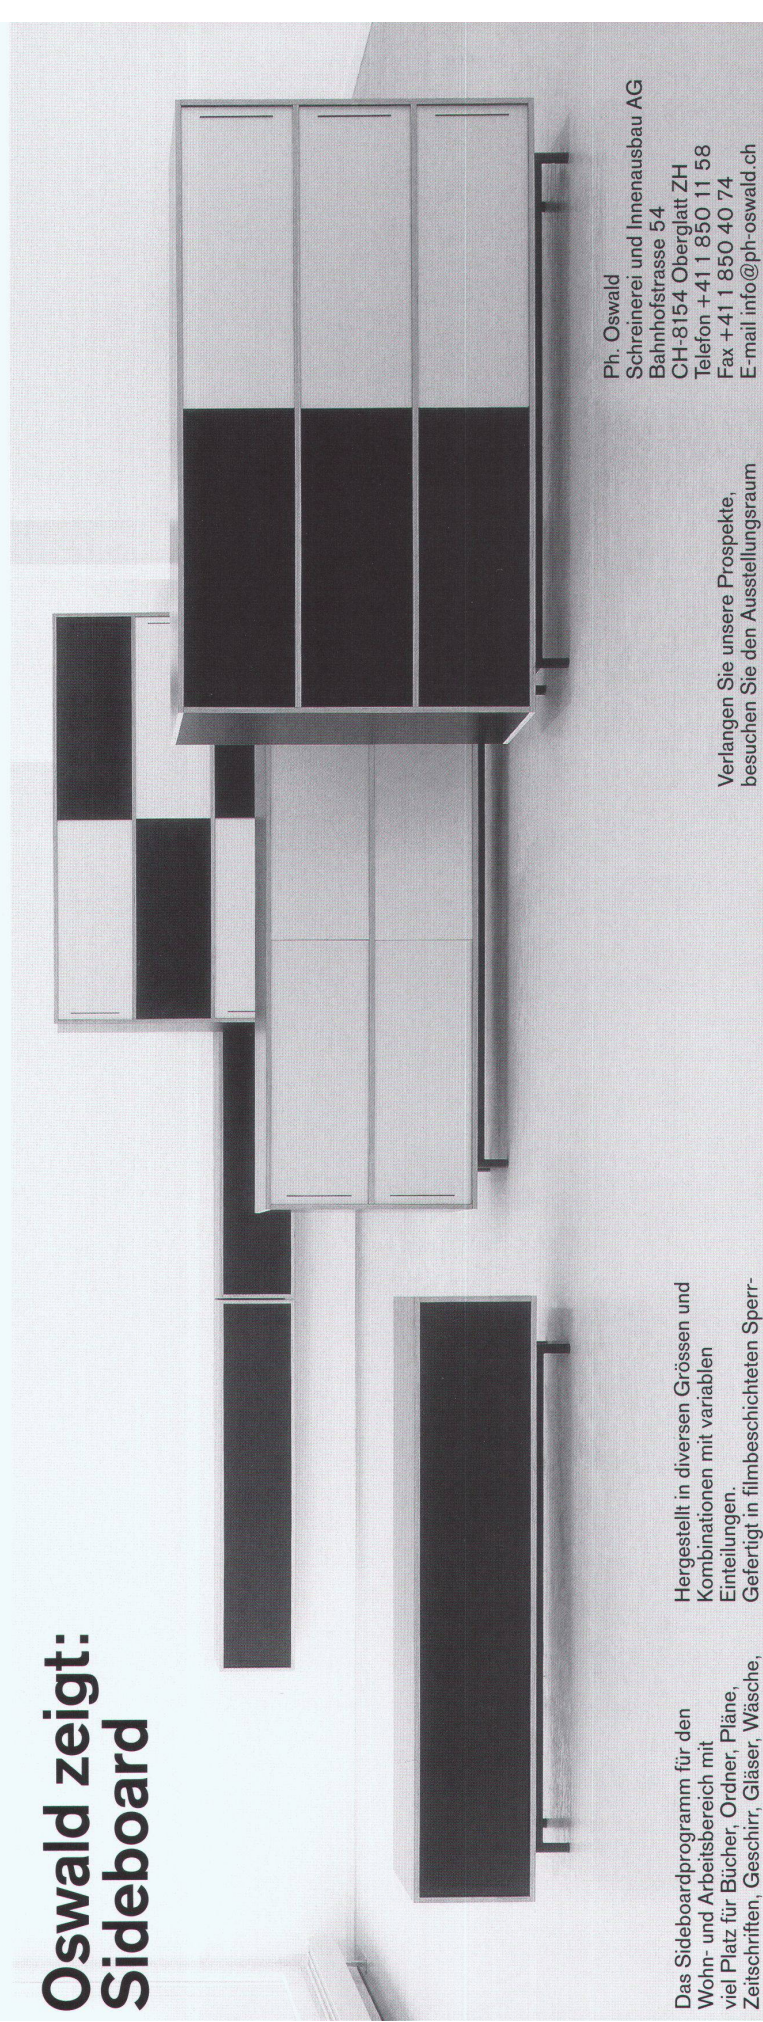 Oswald zeigt:
Sideboard
Das Sideboardprogramm für den
Wohn- und Arbeitsbereich mit
viel Platz für Bücher, Ordner, Pläne,
Zeitschriften, Geschirr, Gläser, Wäsche,
Hergestellt in diversen Grössen und
Kombinationen mit variablen
Einteilungen.
Gefertigt in filmbeschichteten Sperr-
Verlangen Sie unsere Prospekte,
besuchen Sie den Ausstellungsraum
Ph. Oswald
Schreinerei und Innenausbau AG
Bahnhofstrasse 54
CH-8154 Oberglatt ZH
Telefon +41 1 850 11 58
Fax +41 1 850 40 74
E-mail info@ph-oswald.ch